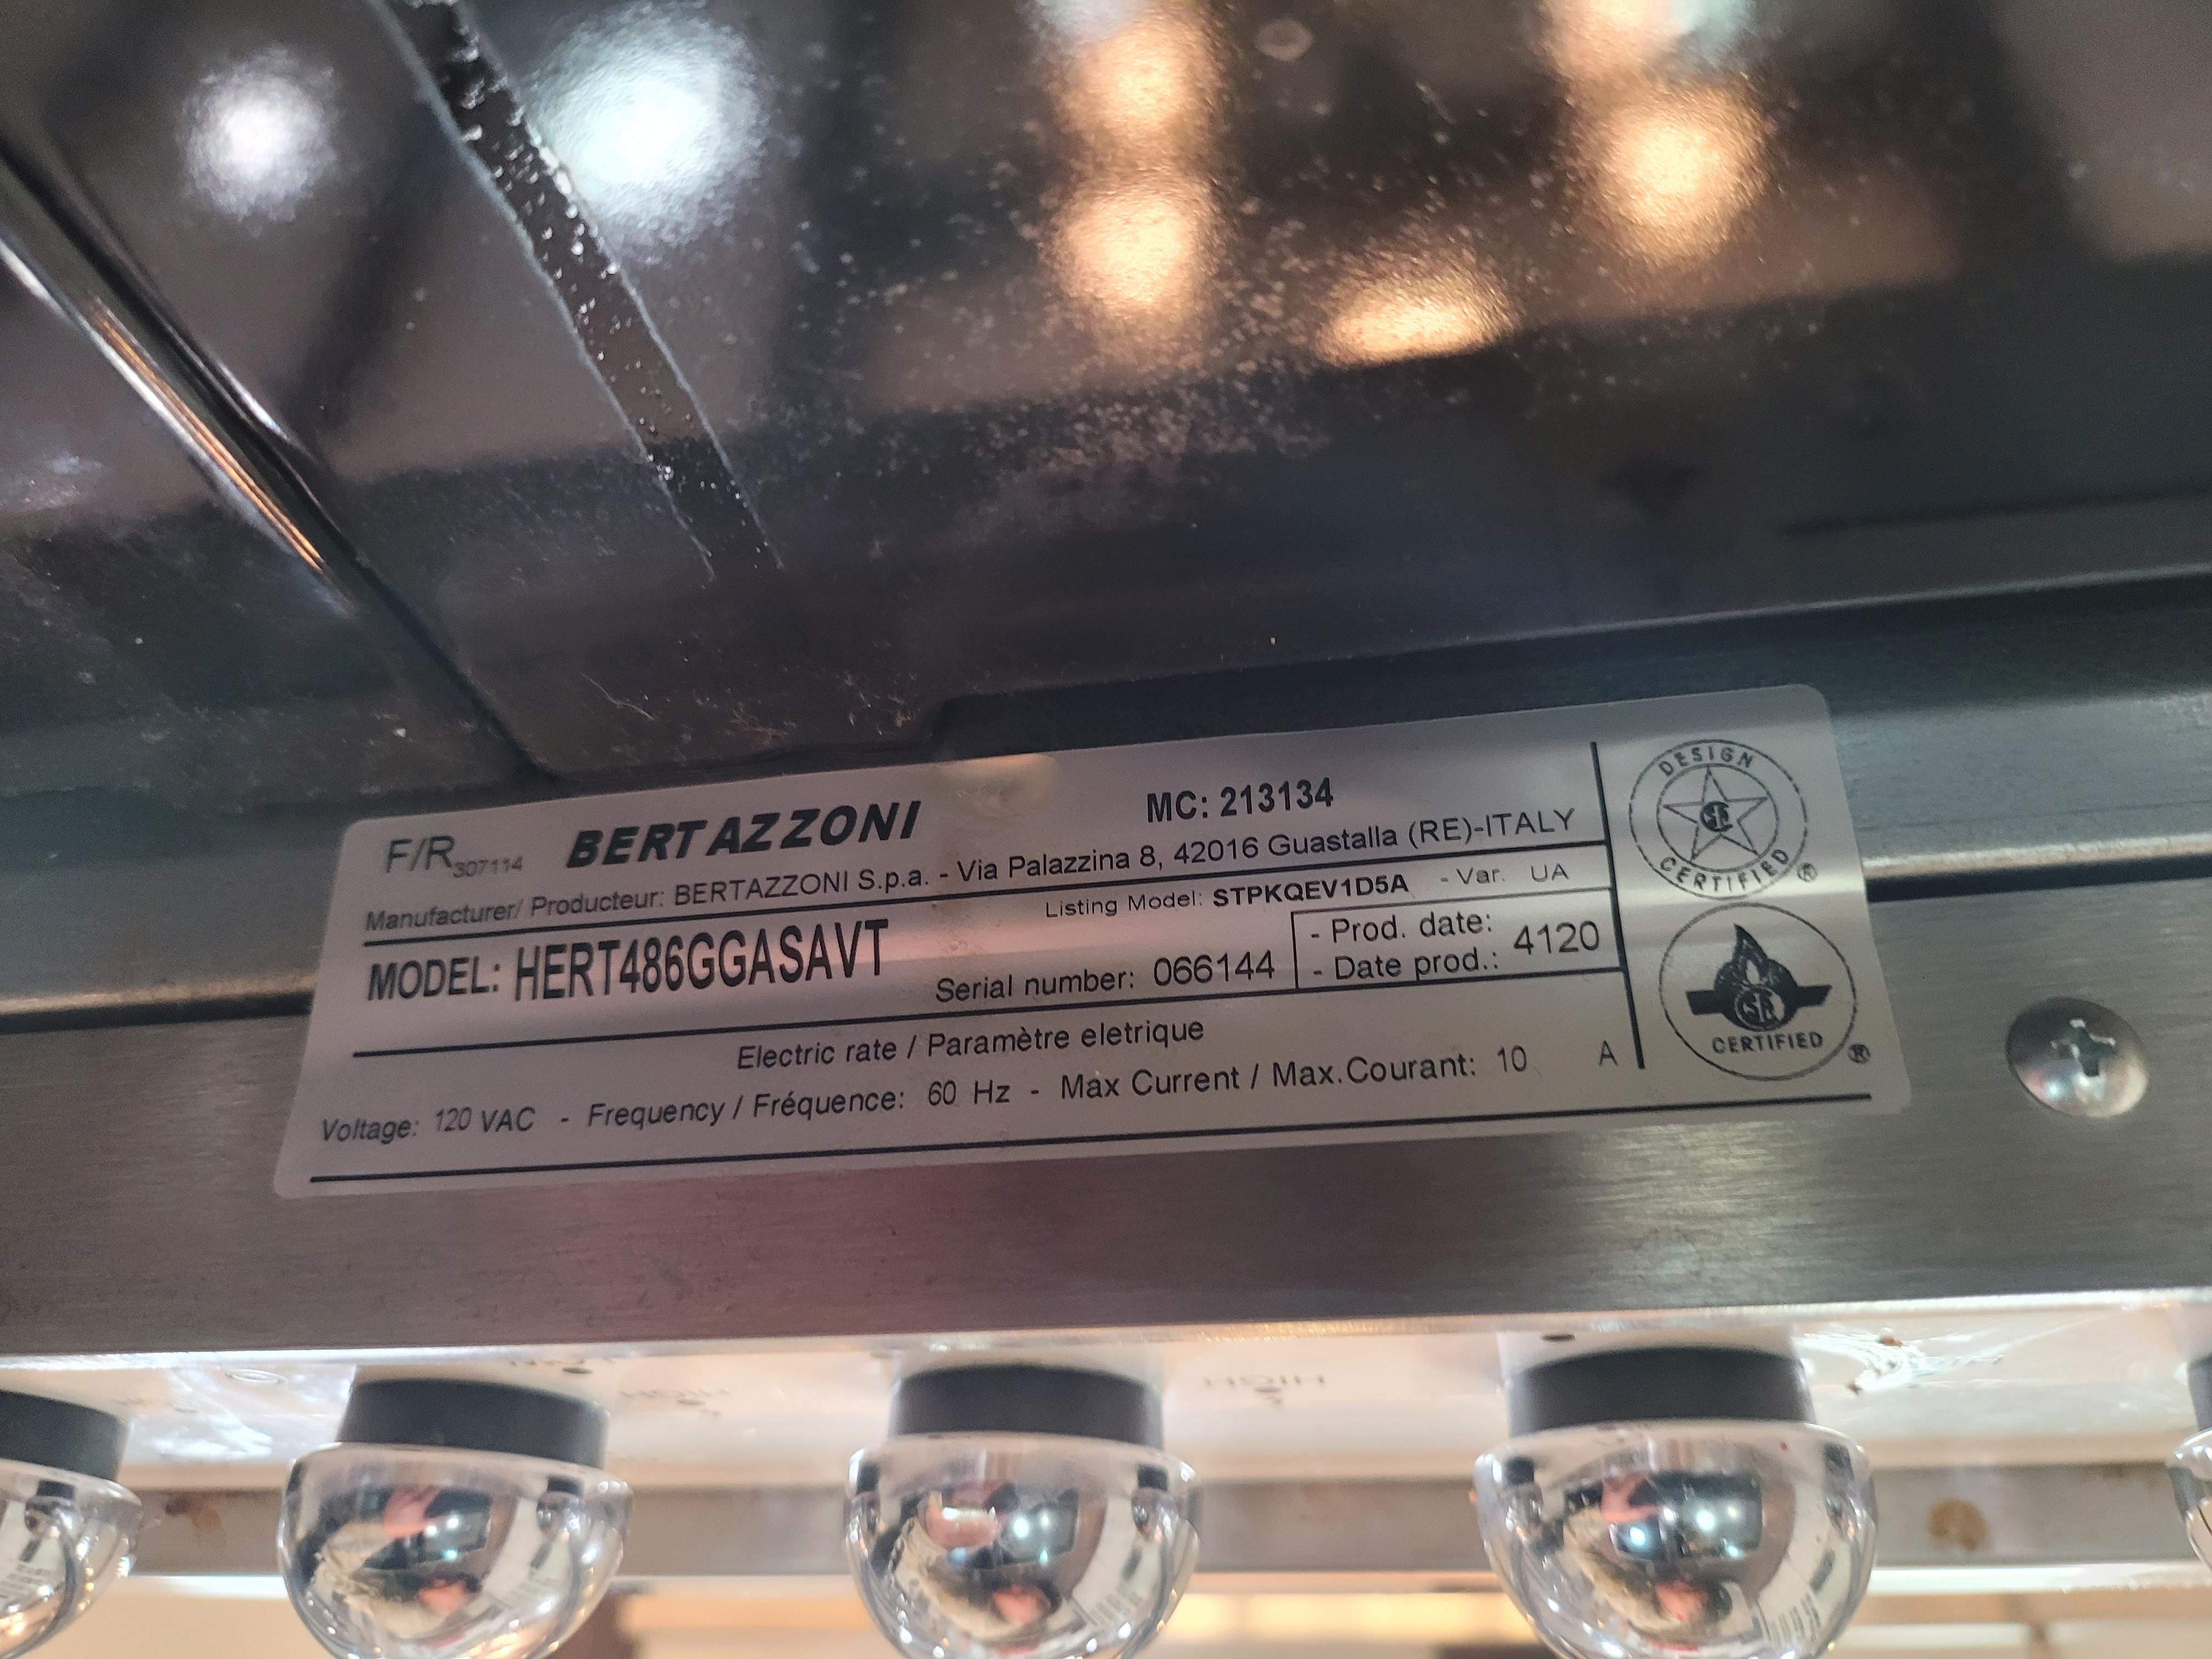 F/R307114 BERTAZZONI MC: 213134
Manufacturer/ Producteur: BERTAZZONI S.p.a. - Via Palazzina 8, 42016 Guastalla (RE)-ITALY
Listing Model: STPKQEV1D5A - Var. UA
MODEL: HERT486GGASAVT
Serial number: 066144
- Prod. date:
- Date prod.: 4120
Electric rate / Paramètre eletrique
Voltage: 120 VAC - Frequency / Fréquence: 60 Hz - Max Current / Max.Courant: 10 A
DESIGN
CERTIFIED ®
CERTIFIED ®
HIGH
HIGH